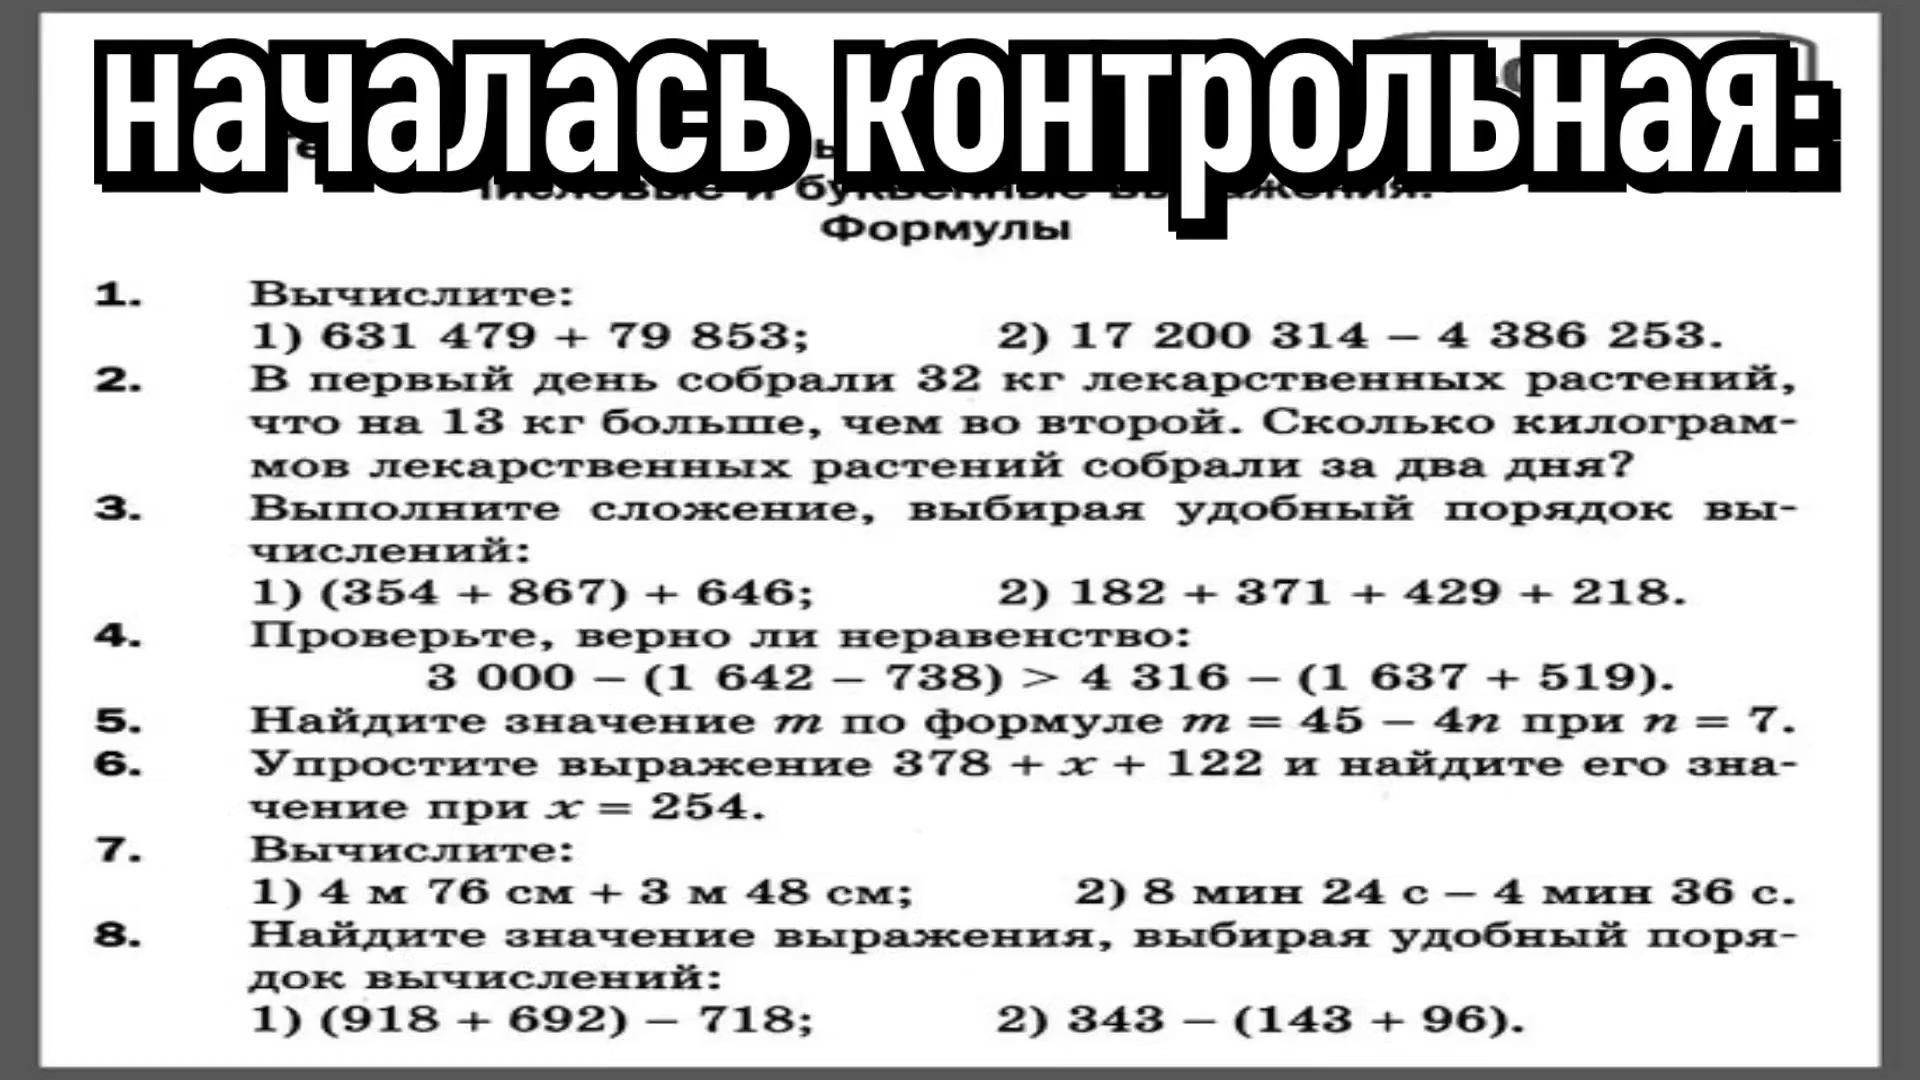 началась контрольная:
Числовые и буквенные выражения.
Формулы
1. Вычислите:
1) 631 479 + 79 853; 2) 17 200 314 – 4 386 253.
2. В первый день собрали 32 кг лекарственных растений,
что на 13 кг больше, чем во второй. Сколько килограм-
мов лекарственных растений собрали за два дня?
3. Выполните сложение, выбирая удобный порядок вы-
числений:
1) (354 + 867) + 646; 2) 182 + 371 + 429 + 218.
4. Проверьте, верно ли неравенство:
3 000 – (1 642 – 738) > 4 316 – (1 637 + 519).
5. Найдите значение m по формуле m = 45 – 4n при n = 7.
6. Упростите выражение 378 + x + 122 и найдите его зна-
чение при x = 254.
7. Вычислите:
1) 4 м 76 см + 3 м 48 см; 2) 8 мин 24 с – 4 мин 36 с.
8. Найдите значение выражения, выбирая удобный поря-
док вычислений:
1) (918 + 692) – 718; 2) 343 – (143 + 96).